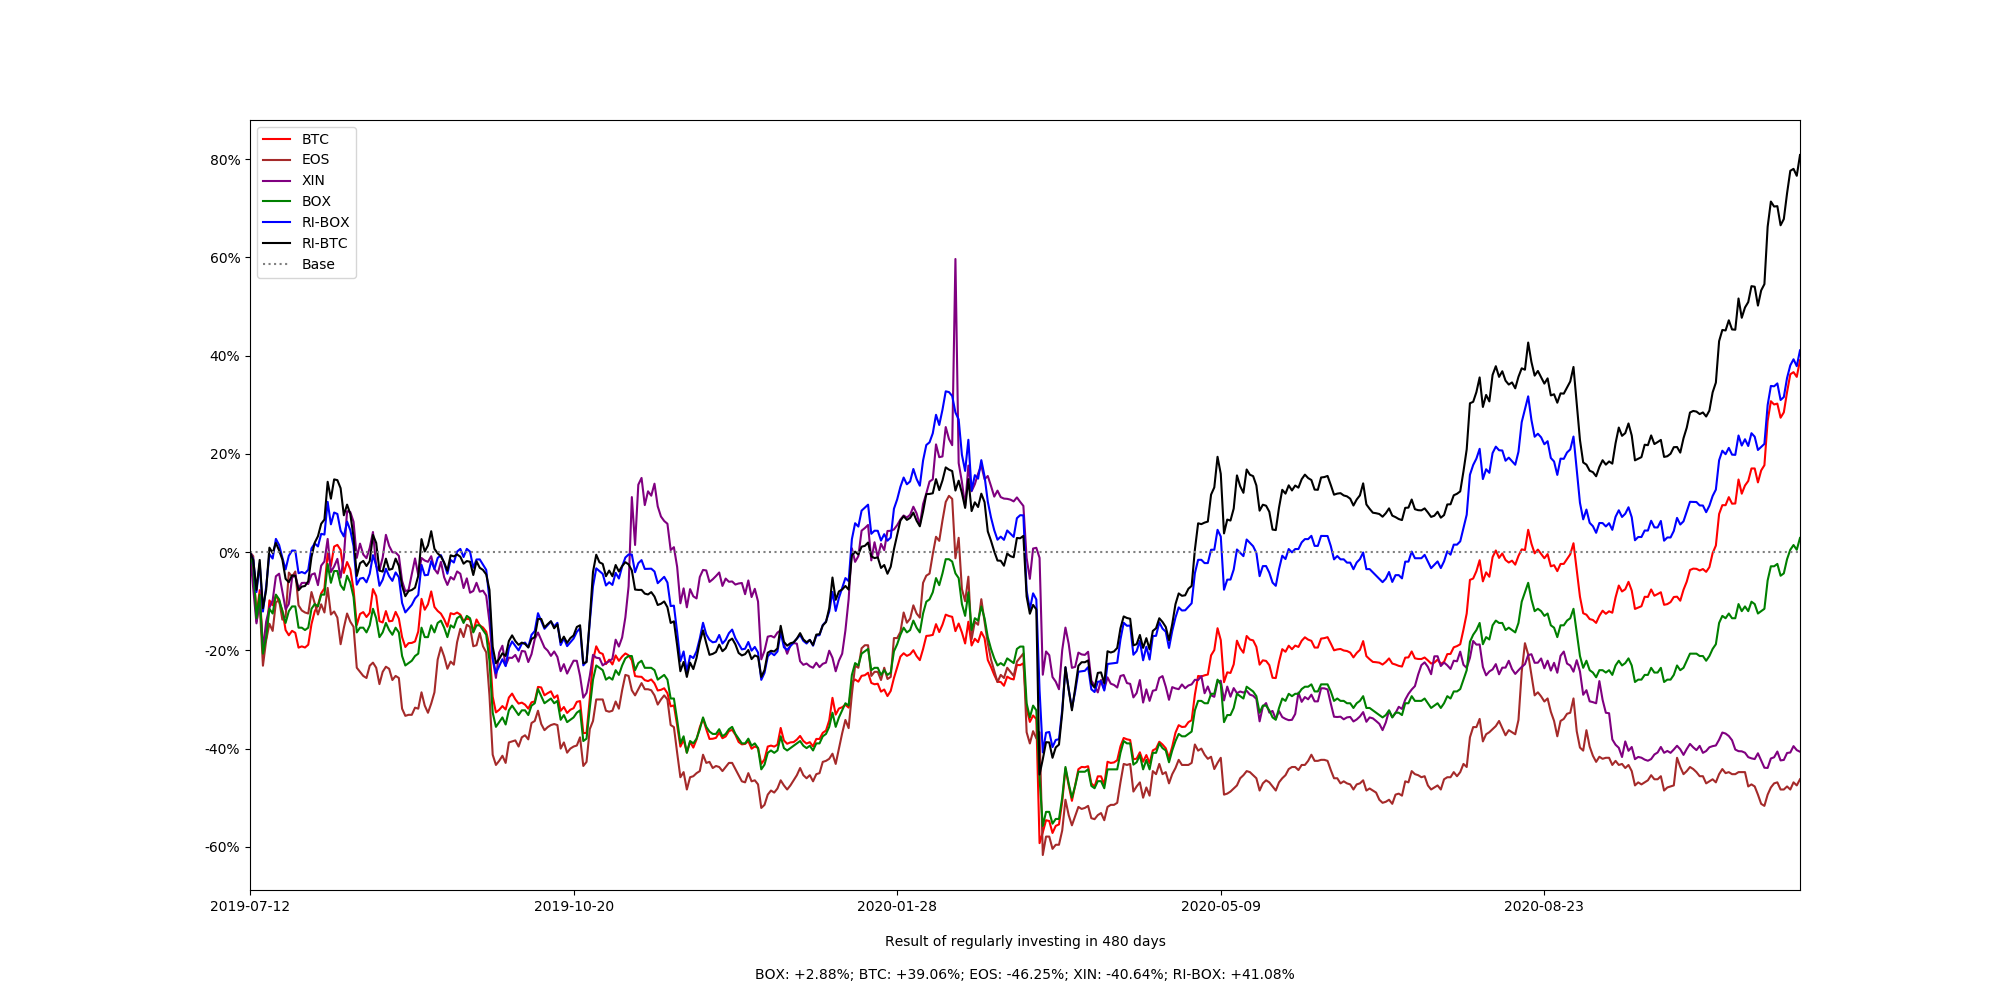 BTC
EOS
XIN
BOX
RI-BOX
RI-BTC
Base
80%
60%
40%
20%
0%
-20%
-40%
-60%
2019-07-12 2019-10-20 2020-01-28 2020-05-09 2020-08-23
Result of regularly investing in 480 days
BOX: +2.88%; BTC: +39.06%; EOS: -46.25%; XIN: -40.64%; RI-BOX: +41.08%